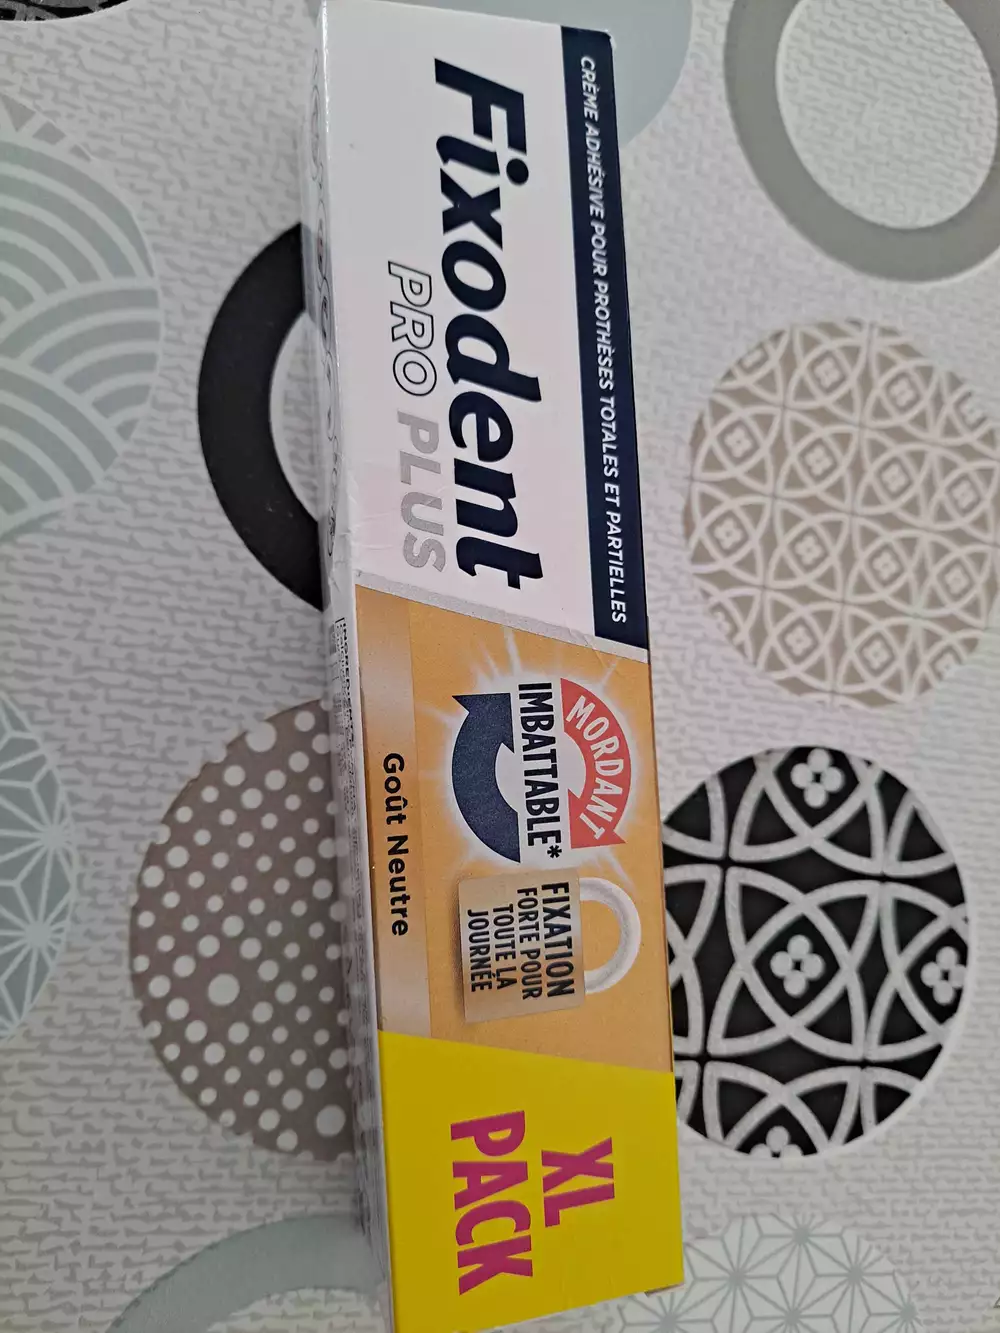 CRÈME ADHÉSIVE POUR PROTHÈSES TOTALES ET PARTIELLES
Fixodent
PRO PLUS
MORDANT
IMBATTABLE*
FIXATION
FORTE POUR
TOUTE LA
JOURNÉE
Goût Neutre
XL
PACK